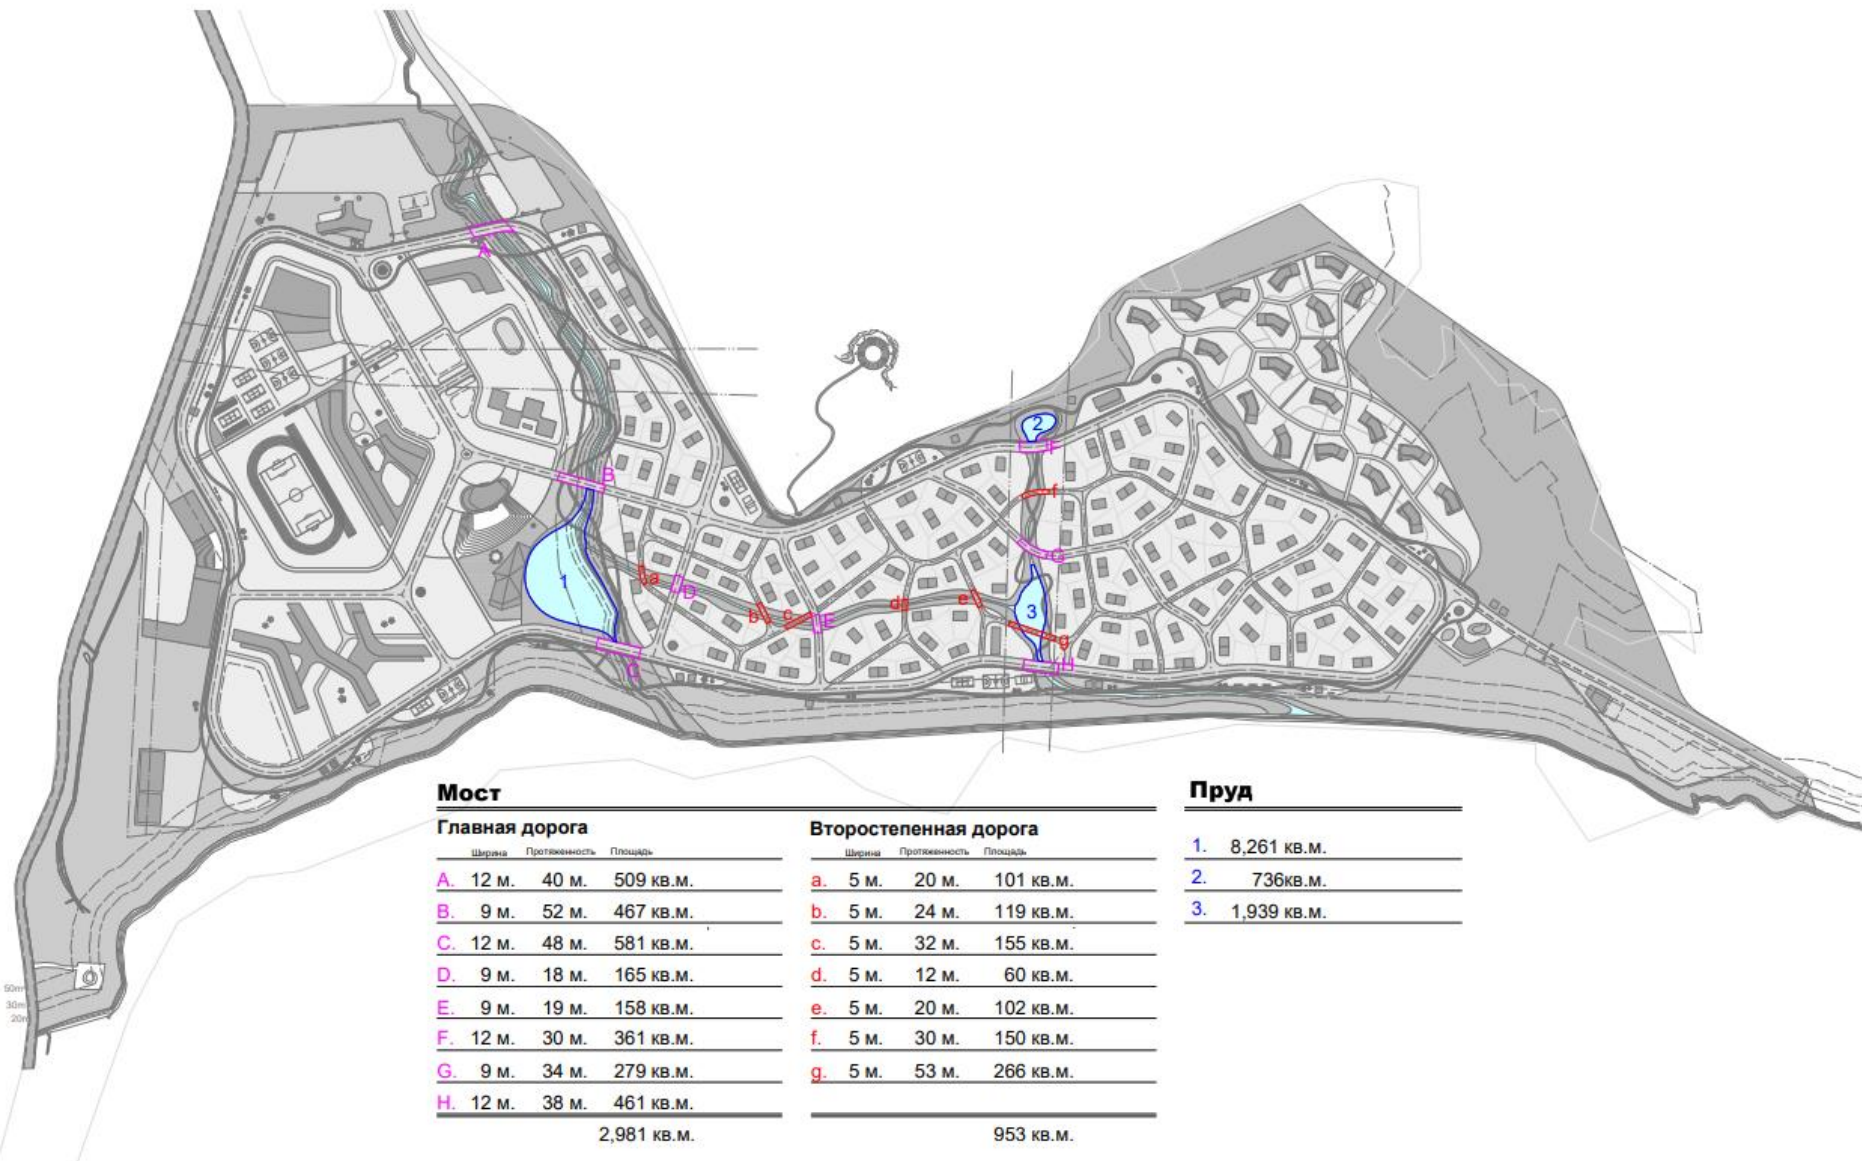 A
2
F
B
f
G
1
a
D
e
d
b
c
E
3
g
C
H
50m
30m
20m
Мост
Главная дорога
Ширина Протяженность Площадь
A. 12 м. 40 м. 509 кв.м.
B. 9 м. 52 м. 467 кв.м.
C. 12 м. 48 м. 581 кв.м.
D. 9 м. 18 м. 165 кв.м.
E. 9 м. 19 м. 158 кв.м.
F. 12 м. 30 м. 361 кв.м.
G. 9 м. 34 м. 279 кв.м.
H. 12 м. 38 м. 461 кв.м.
2,981 кв.м.
Второстепенная дорога
Ширина Протяженность Площадь
a. 5 м. 20 м. 101 кв.м.
b. 5 м. 24 м. 119 кв.м.
c. 5 м. 32 м. 155 кв.м.
d. 5 м. 12 м. 60 кв.м.
e. 5 м. 20 м. 102 кв.м.
f. 5 м. 30 м. 150 кв.м.
g. 5 м. 53 м. 266 кв.м.
953 кв.м.
Пруд
1. 8,261 кв.м.
2. 736кв.м.
3. 1,939 кв.м.